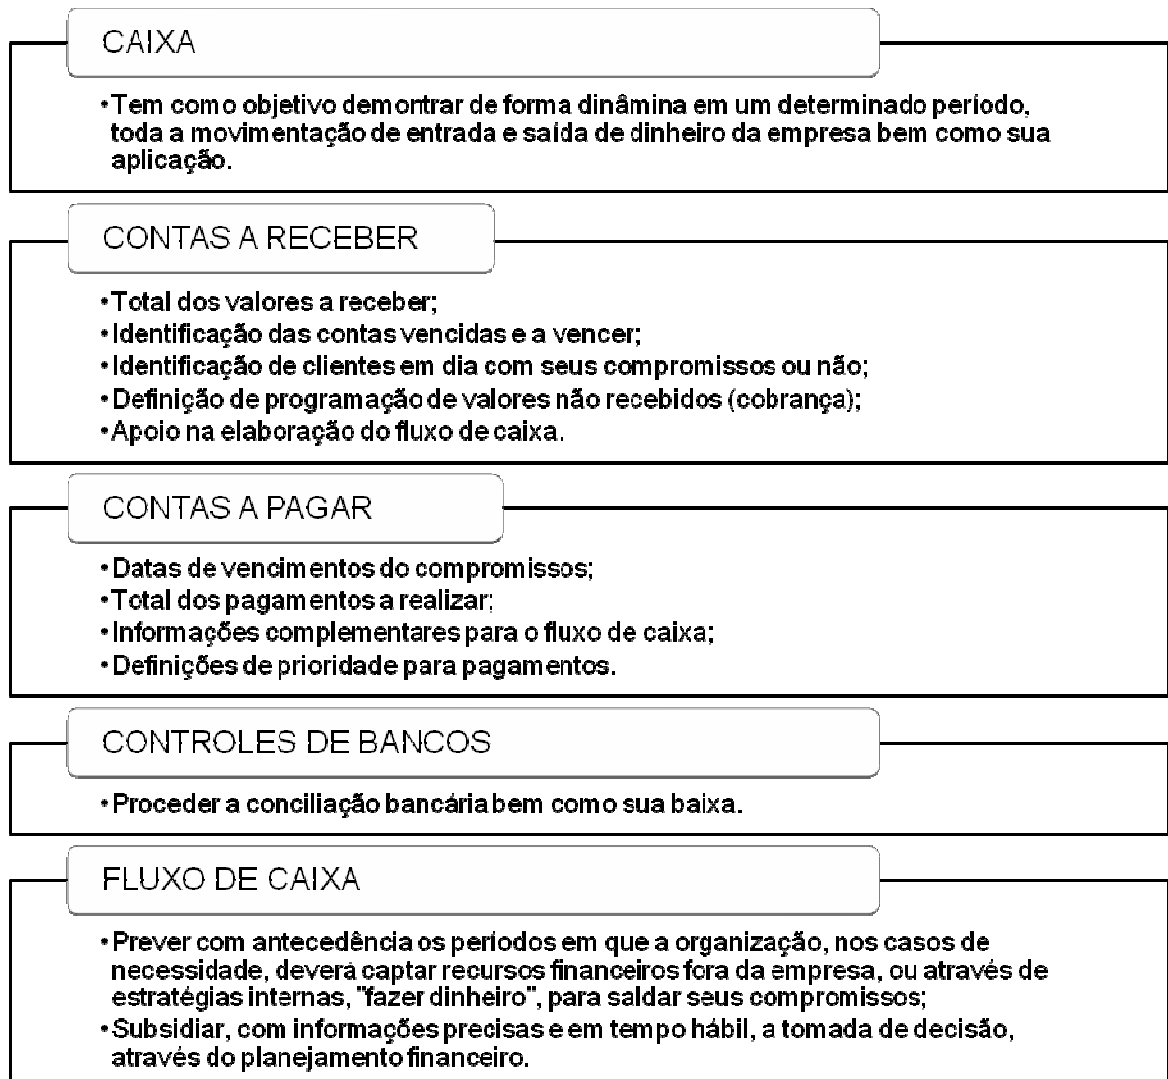 CAIXA
•Tem como objetivo demontrar de forma dinâmina em um determinado período,
toda a movimentação de entrada e saída de dinheiro da empresa bem como sua
aplicação.
CONTAS A RECEBER
•Total dos valores a receber;
•Identificação das contas vencidas e a vencer;
•Identificação de clientes em dia com seus compromissos ou não;
•Definição de programação de valores não recebidos (cobrança);
•Apoio na elaboração do fluxo de caixa.
CONTAS A PAGAR
•Datas de vencimentos do compromissos;
•Total dos pagamentos a realizar;
•Informações complementares para o fluxo de caixa;
•Definições de prioridade para pagamentos.
CONTROLES DE BANCOS
•Proceder a conciliação bancária bem como sua baixa.
FLUXO DE CAIXA
•Prever com antecedência os períodos em que a organização, nos casos de
necessidade, deverá captar recursos financeiros fora da empresa, ou através de
estratégias internas, "fazer dinheiro", para saldar seus compromissos;
•Subsidiar, com informações precisas e em tempo hábil, a tomada de decisão,
através do planejamento financeiro.